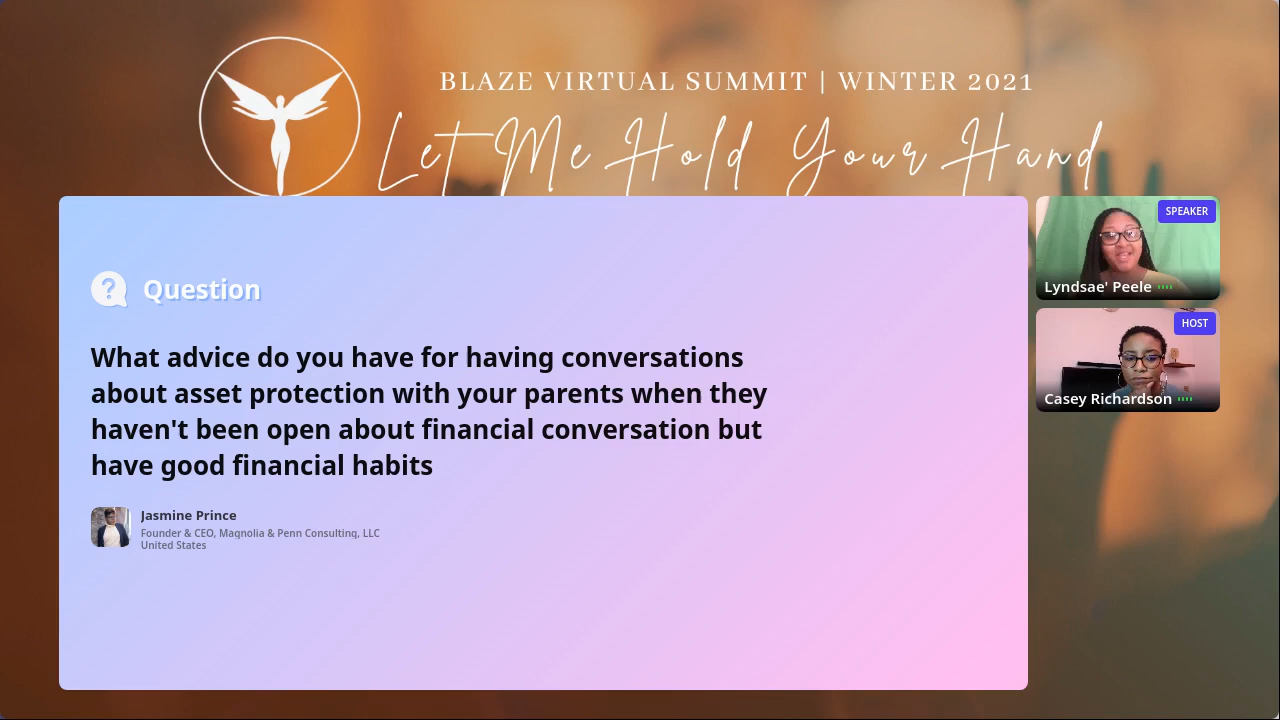 BLAZE VIRTUAL SUMMIT | WINTER 2021
Let Me Hold Your Hand
Question
What advice do you have for having conversations
about asset protection with your parents when they
haven't been open about financial conversation but
have good financial habits
Jasmine Prince
Founder & CEO, Magnolia & Penn Consulting, LLC
United States
SPEAKER
Lyndsae' Peele
HOST
Casey Richardson